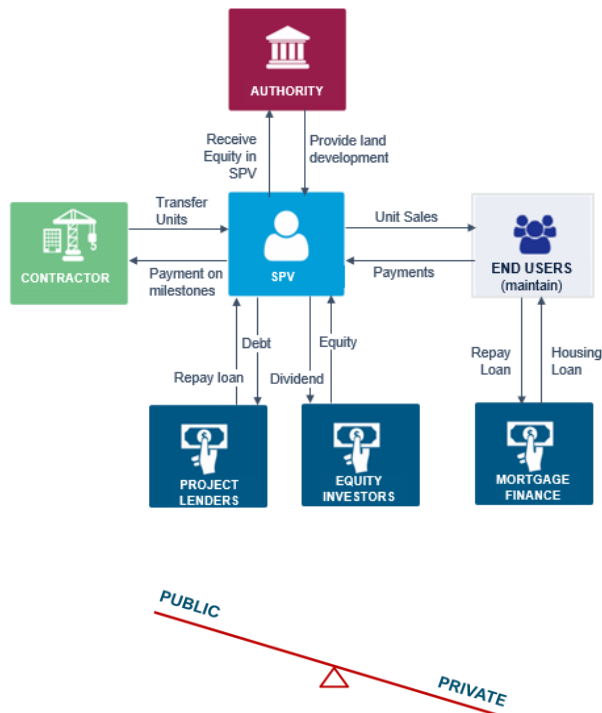 AUTHORITY
Receive
Equity in
SPV
Provide land
development
Transfer
Units
Unit Sales
CONTRACTOR
Payment on
milestones
SPV
Payments
END USERS
(maintain)
Debt
Equity
Repay loan
Dividend
Repay
Loan
Housing
Loan
PROJECT
LENDERS
EQUITY
INVESTORS
MORTGAGE
FINANCE
PUBLIC
PRIVATE